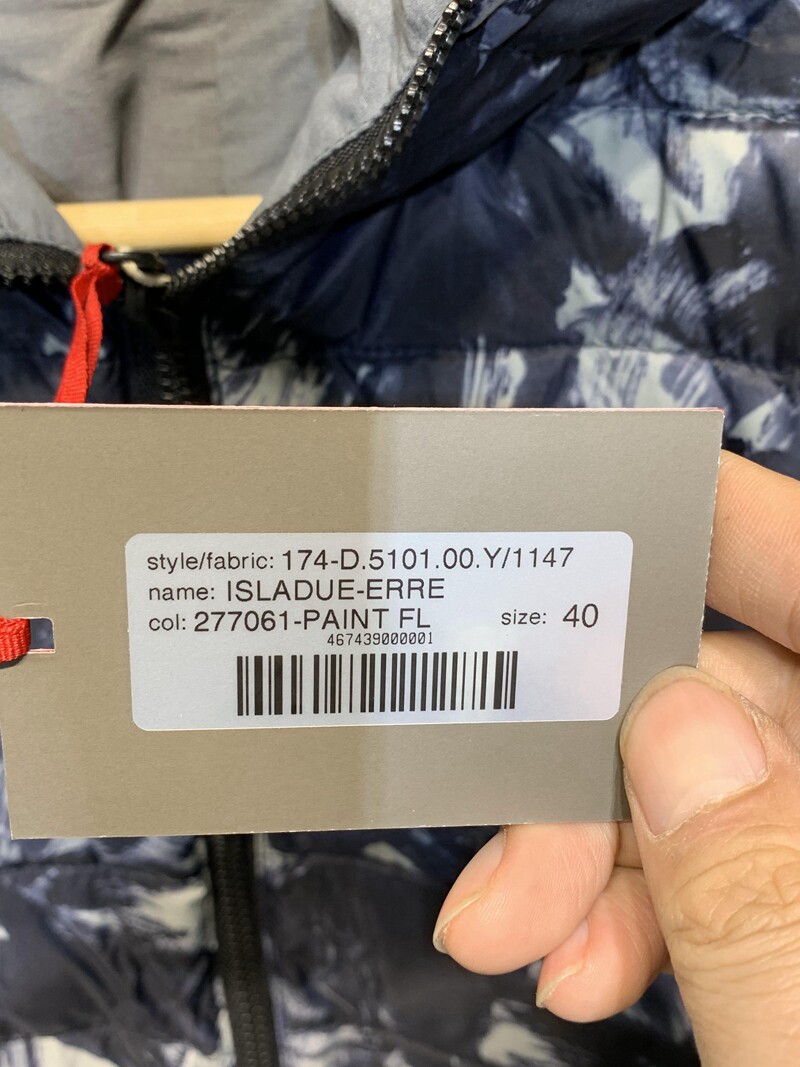 style/fabric: 174-D.5101.00.Y/1147
name: ISLADUE-ERRE
col: 277061-PAINT FL size: 40
467439000001